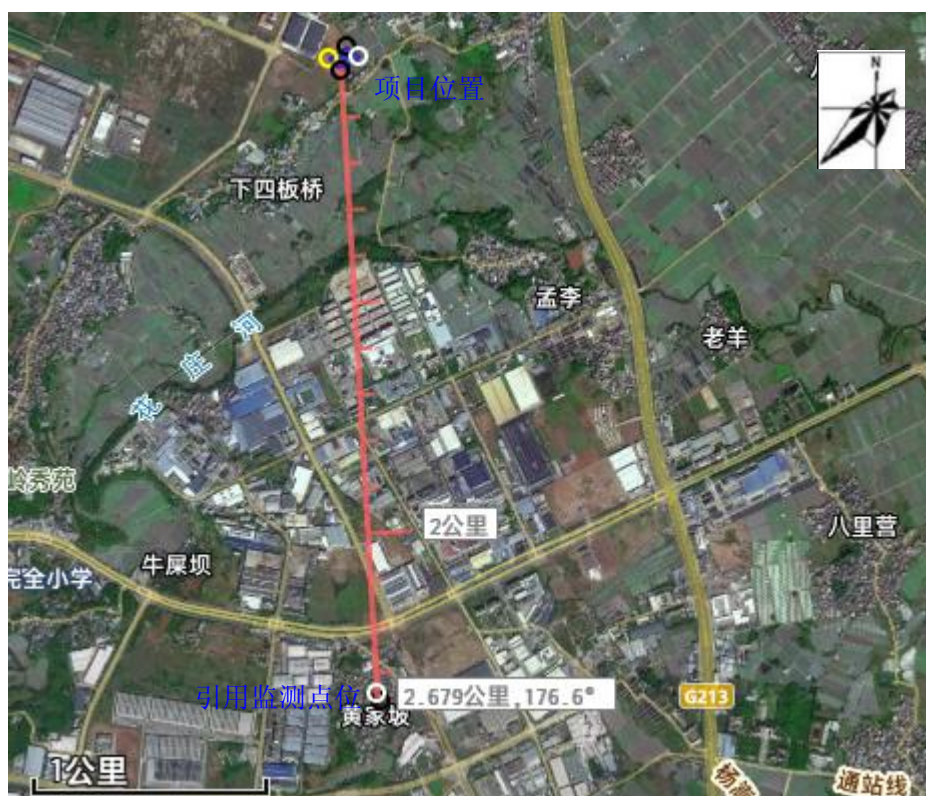 项目位置
N
下四板桥
孟李
老羊
花庄河
岭秀苑
2公里
八里营
牛屎坝
完全小学
引用监测点位
2.679公里,176.6°
G213
黄家坡
1公里
通站线